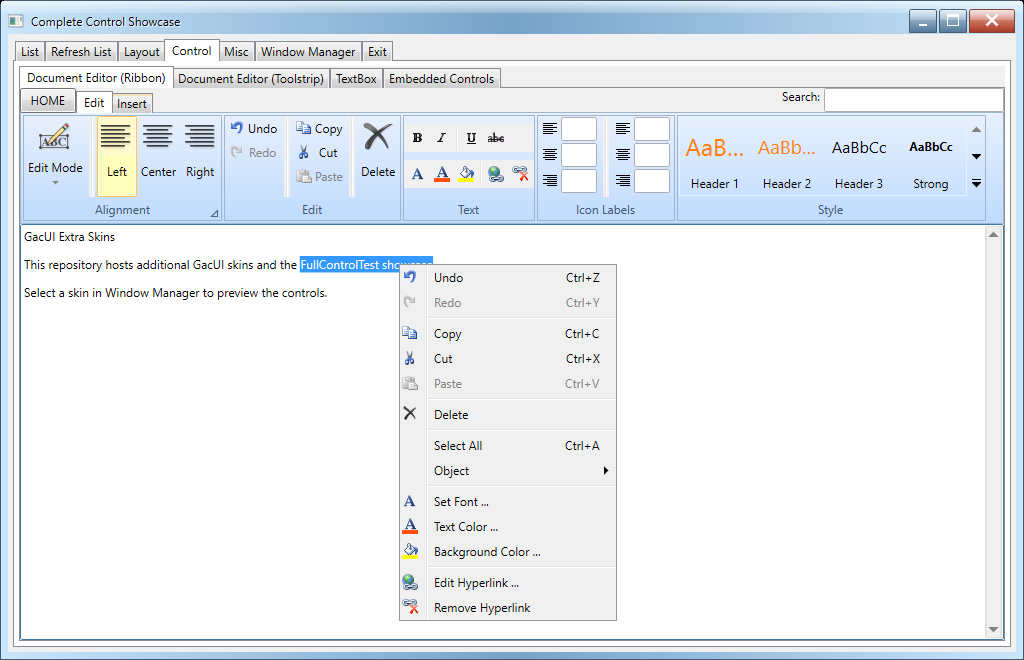 Complete Control Showcase
List Refresh List Layout Control Misc Window Manager Exit
Document Editor (Ribbon) Document Editor (Toolstrip) TextBox Embedded Controls
HOME Edit Insert Search:
Edit Mode Left Center Right
Alignment
Undo Redo Copy Cut Paste Delete
Edit
B I U abc
A A
Text
Icon Labels
AaB... AaBb... AaBbCc AaBbCc
Header 1 Header 2 Header 3 Strong
Style
GacUI Extra Skins
This repository hosts additional GacUI skins and the FullControlTest showcase
Select a skin in Window Manager to preview the controls.
Undo Ctrl+Z
Redo Ctrl+Y
Copy Ctrl+C
Cut Ctrl+X
Paste Ctrl+V
Delete
Select All Ctrl+A
Object
Set Font ...
Text Color ...
Background Color ...
Edit Hyperlink ...
Remove Hyperlink